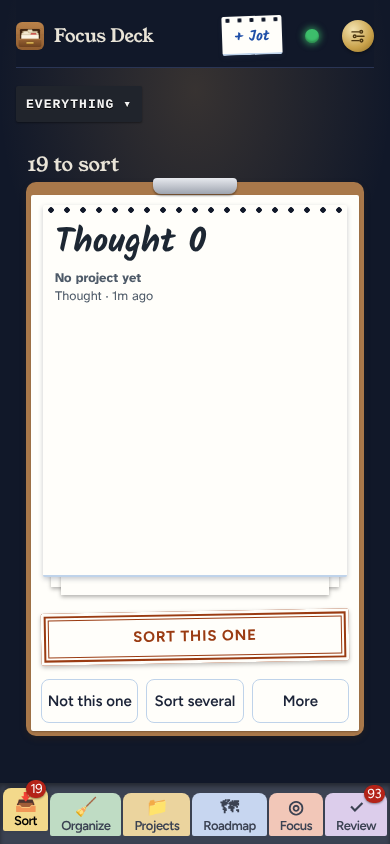 Focus Deck
+ Jot
EVERYTHING ▾
19 to sort
Thought 0
No project yet
Thought · 1m ago
SORT THIS ONE
Not this one
Sort several
More
19
93
Sort
Organize
Projects
Roadmap
Focus
Review